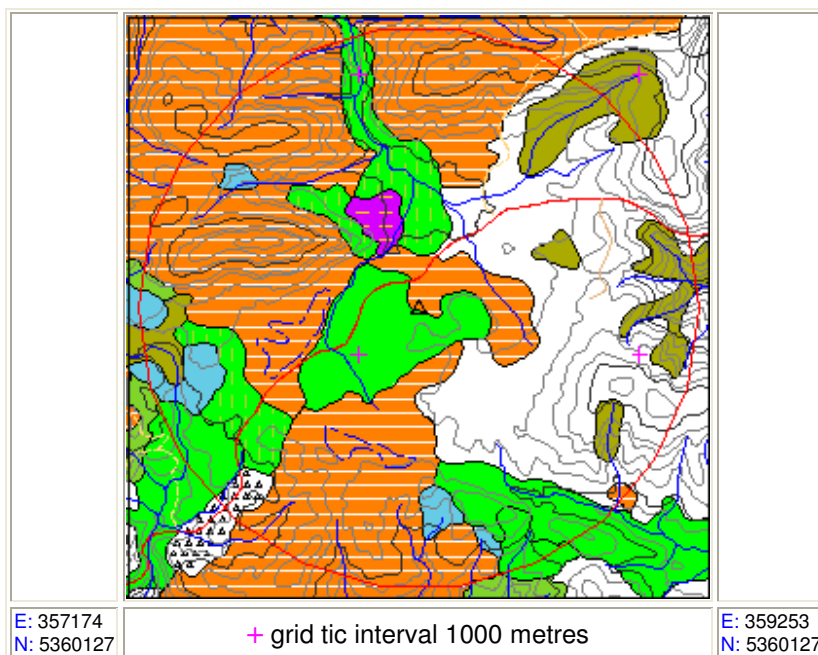 E: 357174
N: 5360127
+ grid tic interval 1000 metres
E: 359253
N: 5360127